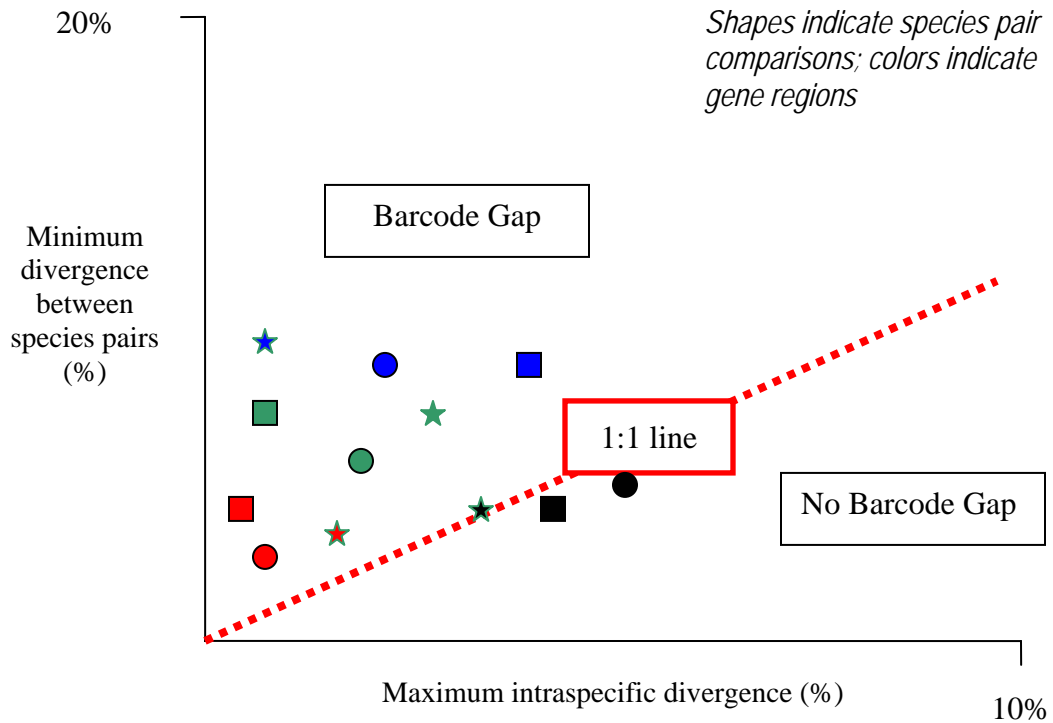 20%
Shapes indicate species pair
comparisons; colors indicate
gene regions
Barcode Gap
Minimum
divergence
between
species pairs
(%)
1:1 line
No Barcode Gap
Maximum intraspecific divergence (%)
10%